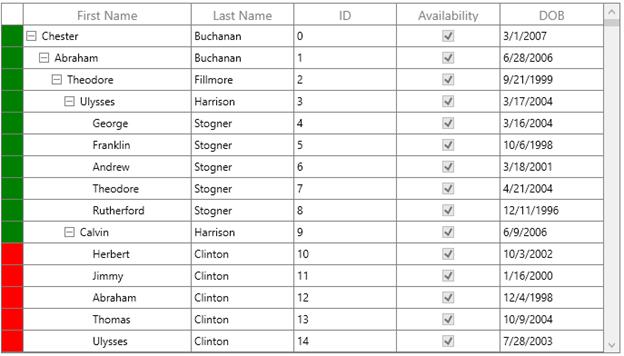 First Name Last Name ID Availability DOB
Chester Buchanan 0 3/1/2007
Abraham Buchanan 1 6/28/2006
Theodore Fillmore 2 9/21/1999
Ulysses Harrison 3 3/17/2004
George Stogner 4 3/16/2004
Franklin Stogner 5 10/6/1998
Andrew Stogner 6 3/18/2001
Theodore Stogner 7 4/21/2004
Rutherford Stogner 8 12/11/1996
Calvin Harrison 9 6/9/2006
Herbert Clinton 10 10/3/2002
Jimmy Clinton 11 1/16/2000
Abraham Clinton 12 12/4/1998
Thomas Clinton 13 10/9/2004
Ulysses Clinton 14 7/28/2003